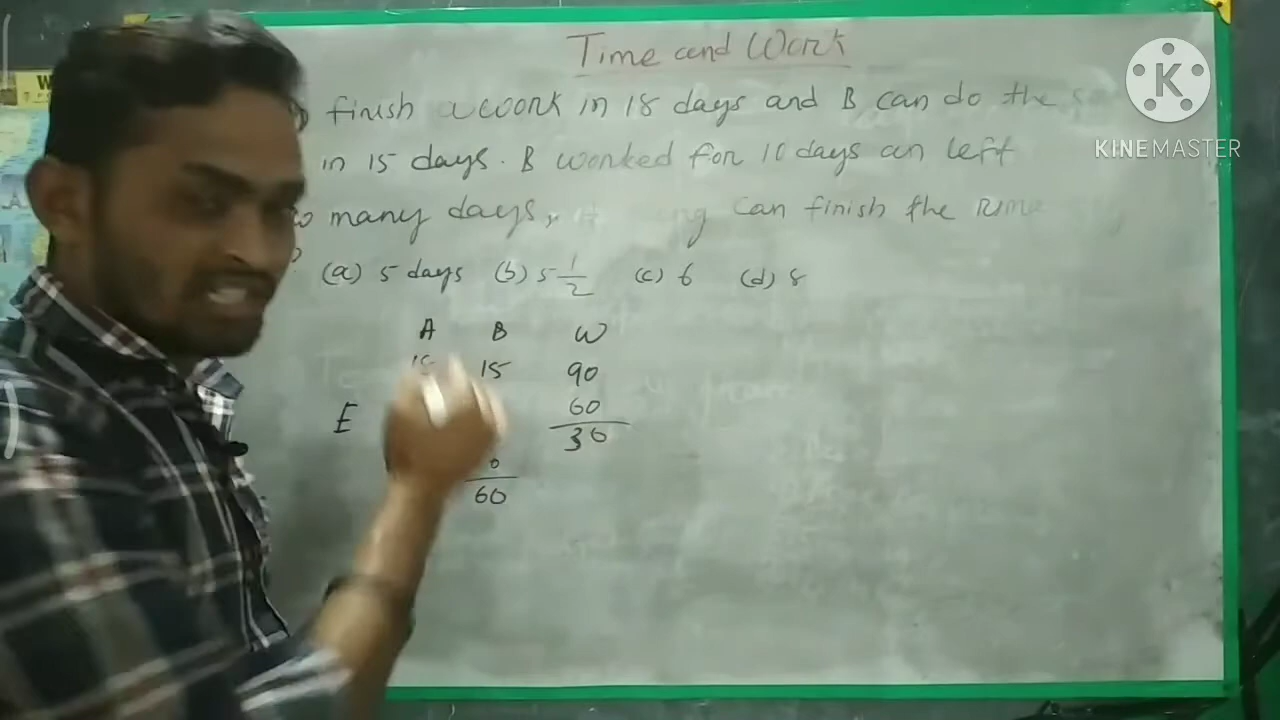 Time and Work
finish a work in 18 days and B can do the
in 15 days. B worked for 10 days an left
many days, can finish the
? (a) 5 days (b) 5 1/2 (c) 6 (d) 8
A B W
15 90
E 60
30
0
60
K
KINEMASTER
W